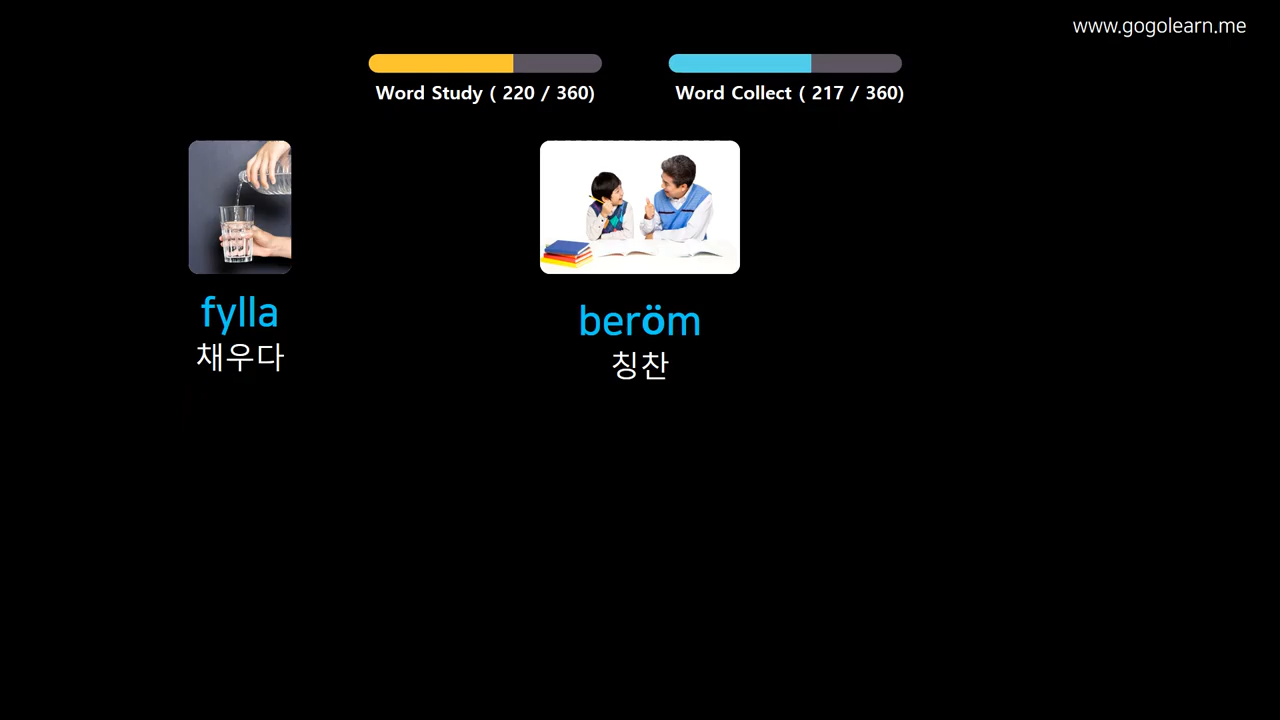 www.gogolearn.me
Word Study ( 220 / 360)
Word Collect ( 217 / 360)
fylla
채우다
beröm
칭찬